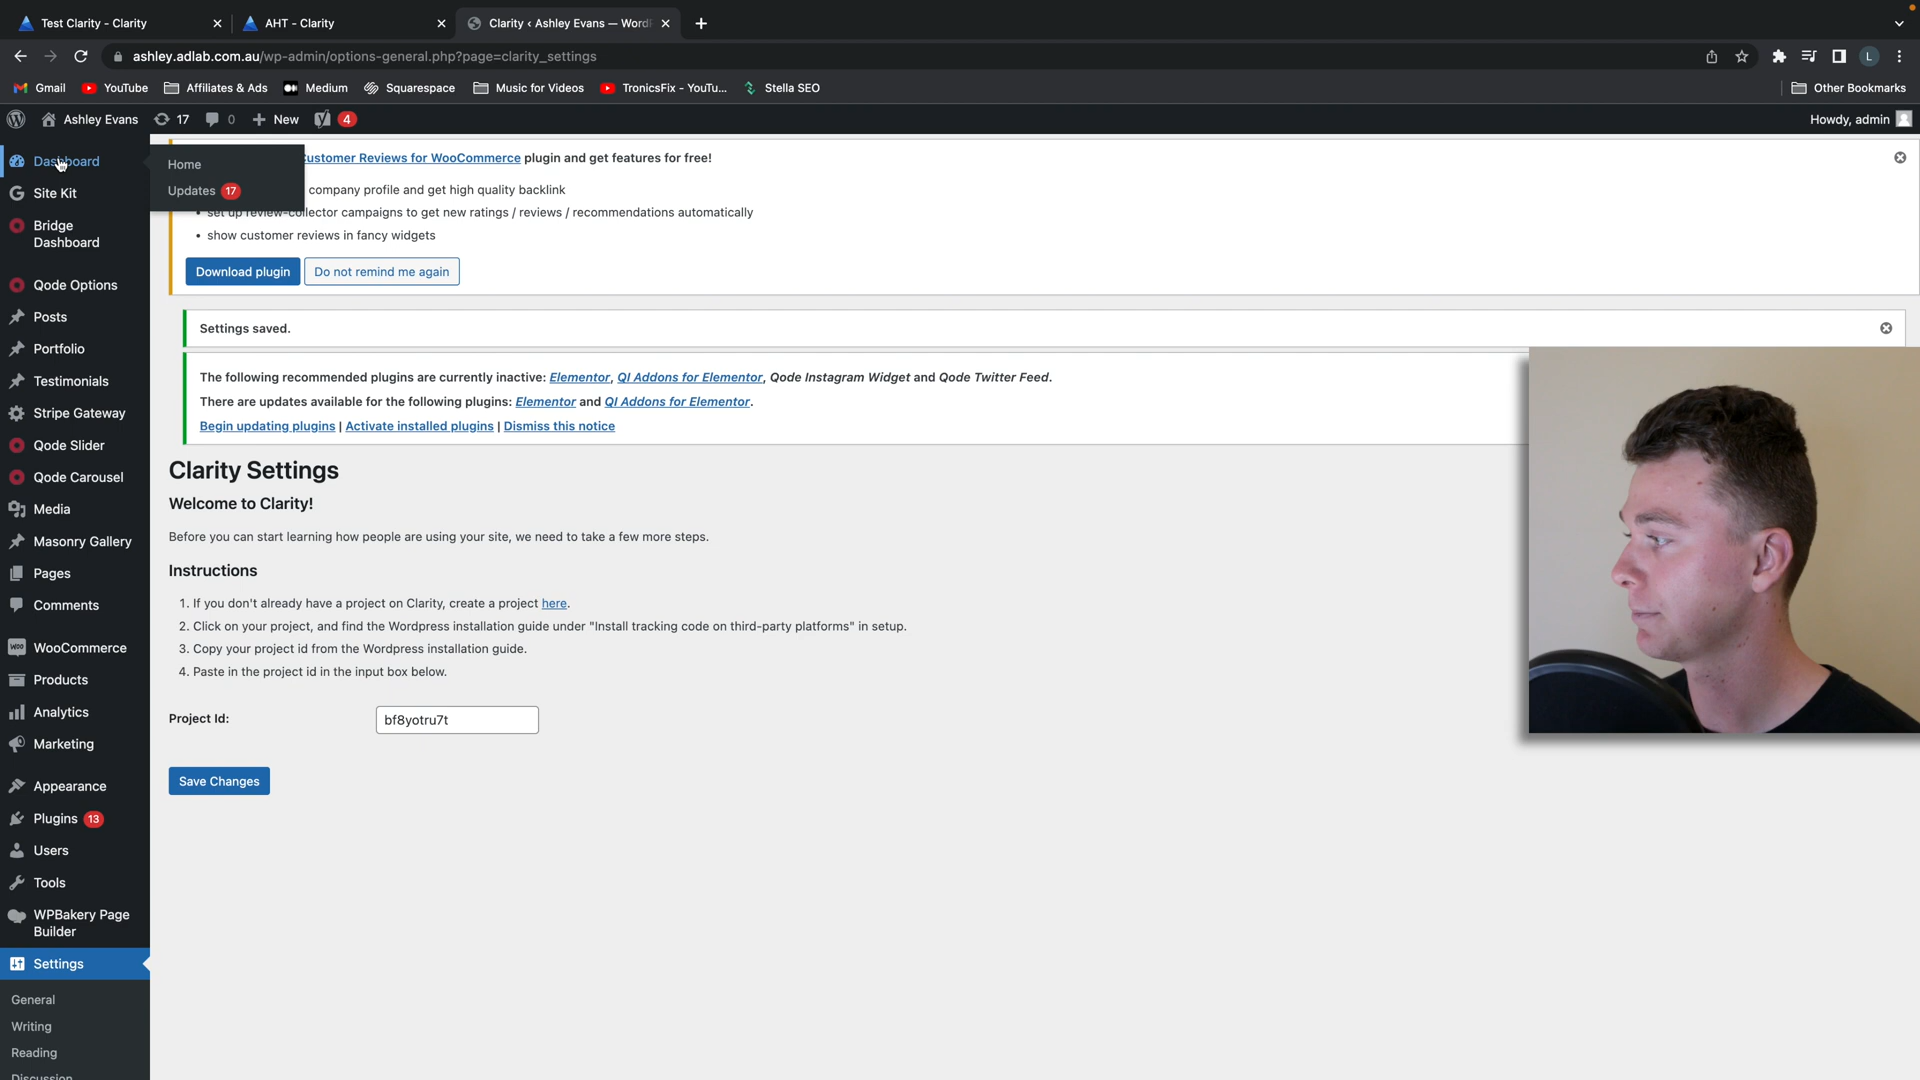 Test Clarity - Clarity
AHT - Clarity
Clarity ‹ Ashley Evans — Word
ashley.adlab.com.au/wp-admin/options-general.php?page=clarity_settings
L
Gmail
YouTube
Affiliates & Ads
Medium
Squarespace
Music for Videos
TronicsFix - YouTu...
Stella SEO
Other Bookmarks
Ashley Evans
17
0
New
4
Howdy, admin
Dashboard
Site Kit
Bridge
Dashboard
Qode Options
Posts
Portfolio
Testimonials
Stripe Gateway
Qode Slider
Qode Carousel
Media
Masonry Gallery
Pages
Comments
WooCommerce
Products
Analytics
Marketing
Appearance
Plugins 13
Users
Tools
WPBakery Page
Builder
Settings
General
Writing
Reading
Discussion
Home
Updates 17
Customer Reviews for WooCommerce plugin and get features for free!
company profile and get high quality backlink
• set up review-collector campaigns to get new ratings / reviews / recommendations automatically
• show customer reviews in fancy widgets
Download plugin
Do not remind me again
Settings saved.
The following recommended plugins are currently inactive: Elementor, QI Addons for Elementor, Qode Instagram Widget and Qode Twitter Feed.
There are updates available for the following plugins: Elementor and QI Addons for Elementor.
Begin updating plugins | Activate installed plugins | Dismiss this notice
Clarity Settings
Welcome to Clarity!
Before you can start learning how people are using your site, we need to take a few more steps.
Instructions
1. If you don't already have a project on Clarity, create a project here.
2. Click on your project, and find the Wordpress installation guide under "Install tracking code on third-party platforms" in setup.
3. Copy your project id from the Wordpress installation guide.
4. Paste in the project id in the input box below.
Project Id:
bf8yotru7t
Save Changes